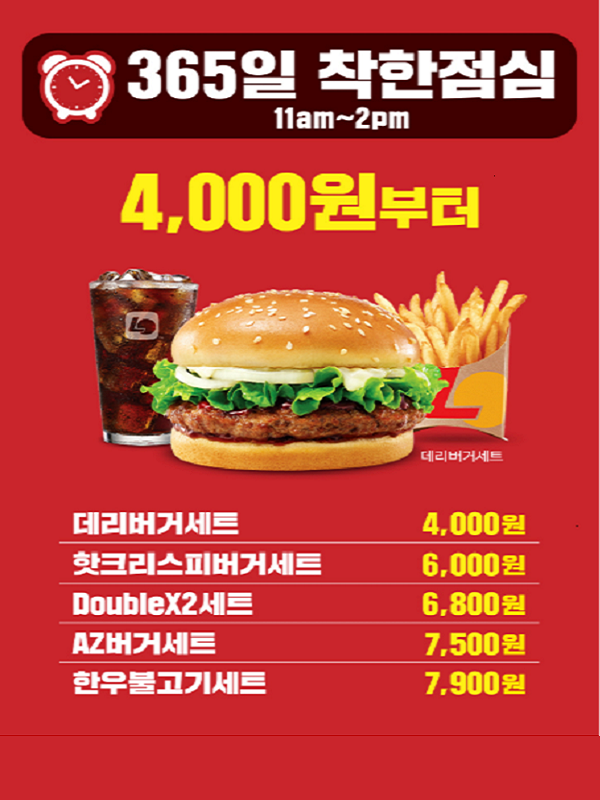 365일 착한점심
11am~2pm
4,000원부터
데리버거세트
데리버거세트 4,000원
핫크리스피버거세트 6,000원
DoubleX2세트 6,800원
AZ버거세트 7,500원
한우불고기세트 7,900원